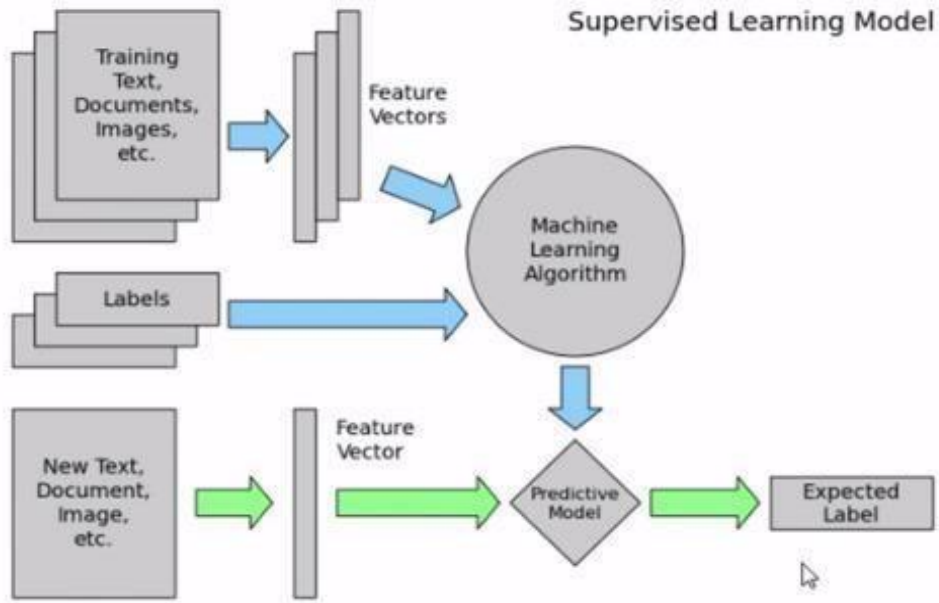 Supervised Learning Model
Training
Text,
Documents,
Images,
etc.
Feature
Vectors
Machine
Learning
Algorithm
Labels
New Text,
Document,
Image,
etc.
Feature
Vector
Predictive
Model
Expected
Label